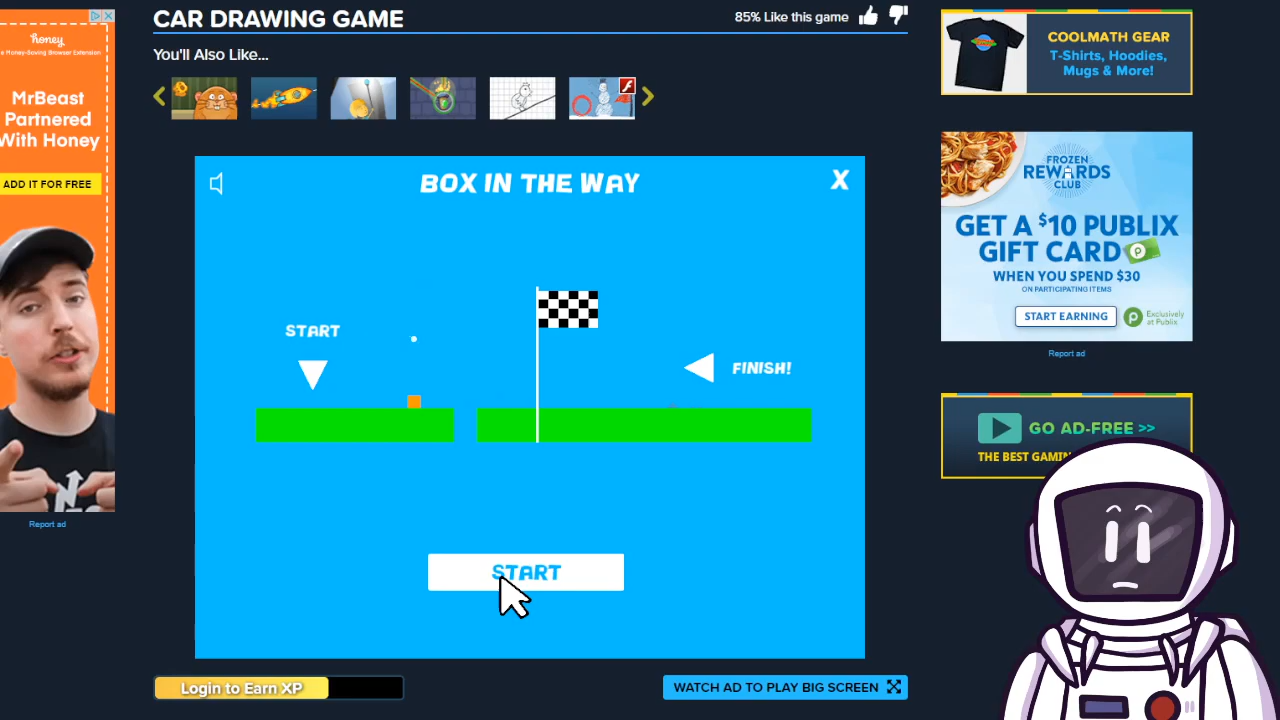 CAR DRAWING GAME
85% Like this game
You'll Also Like...
honey
MrBeast
Partnered
With Honey
ADD IT FOR FREE
Report ad
BOX IN THE WAY
X
START
FINISH!
START
Login to Earn XP
WATCH AD TO PLAY BIG SCREEN
COOLMATH GEAR
T-Shirts, Hoodies,
Mugs & More!
FROZEN
REWARDS
CLUB
GET A $10 PUBLIX
GIFT CARD
WHEN YOU SPEND $30
ON PARTICIPATING ITEMS
START EARNING
Exclusively
at Publix
Report ad
GO AD-FREE >>
THE BEST